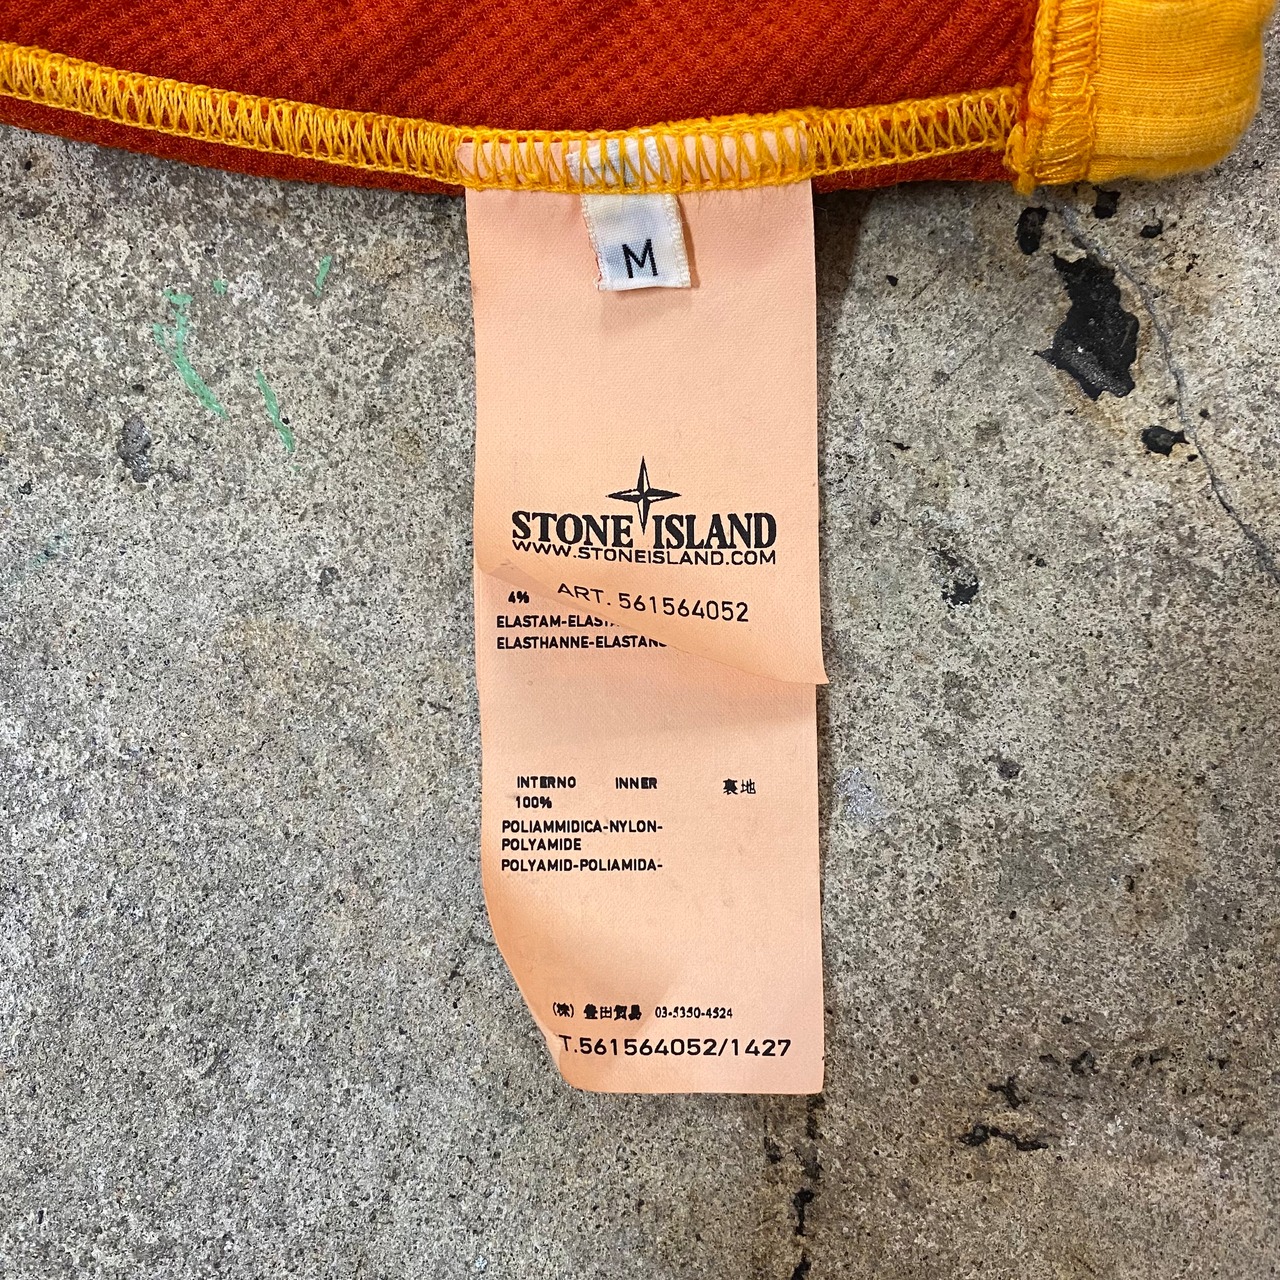 M
STONE ISLAND
WWW.STONEISLAND.COM
ART. 561564052
4%
ELASTAM-ELASTA
ELASTHANNE-ELASTANO
INTERNO INNER 裏地
100%
POLIAMMIDICA-NYLON-
POLYAMIDE
POLYAMID-POLIAMIDA-
(株) 豊田貿易 03-5350-4524
T.561564052/1427